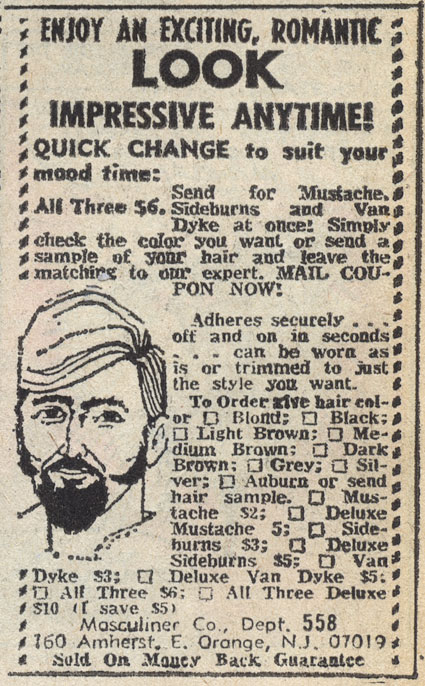 ENJOY AN EXCITING, ROMANTIC
LOOK
IMPRESSIVE ANYTIME!
QUICK CHANGE to suit your
mood time:
All Three $6. Send for Mustache,
Sideburns and Van
Dyke at once! Simply
check the color you want or send a
sample of your hair and leave the
matching to our expert. MAIL COU-
PON NOW!
Adheres securely . . .
off and on in seconds
. . . can be worn as
is or trimmed to just
the style you want.
To Order give hair col-
or ☐ Blond; ☐ Black;
☐ Light Brown; ☐ Me-
dium Brown; ☐ Dark
Brown; ☐ Grey; ☐ Sil-
ver; ☐ Auburn or send
hair sample. ☐ Mus-
tache $2; ☐ Deluxe
Mustache 5; ☐ Side-
burns $3; ☐ Deluxe
Sideburns $5; ☐ Van
Dyke $3; ☐ Deluxe Van Dyke $5;
☐ All Three $6; ☐ All Three Deluxe
$10 (I save $5)
Masculiner Co., Dept. 558
160 Amherst, E. Orange, N.J. 07019
Sold On Money Back Guarantee